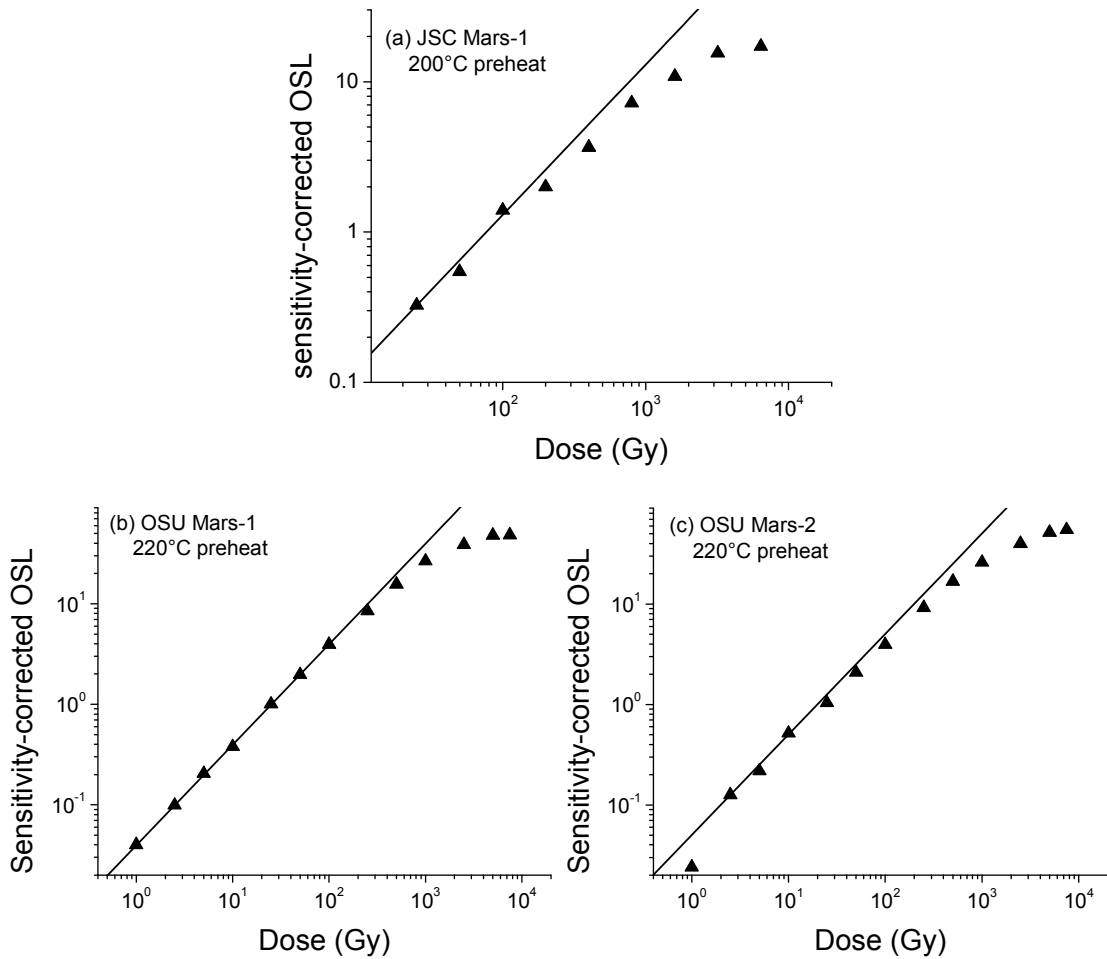 (a) JSC Mars-1
200°C preheat
sensitivity-corrected OSL
10
1
0.1
10²
10³
10⁴
Dose (Gy)
(b) OSU Mars-1
220°C preheat
Sensitivity-corrected OSL
10¹
10⁰
10⁻¹
10⁰
10¹
10²
10³
10⁴
Dose (Gy)
(c) OSU Mars-2
220°C preheat
Sensitivity-corrected OSL
10¹
10⁰
10⁻¹
10⁰
10¹
10²
10³
10⁴
Dose (Gy)